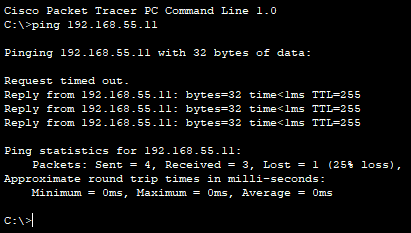 Cisco Packet Tracer PC Command Line 1.0
C:\>ping 192.168.55.11
Pinging 192.168.55.11 with 32 bytes of data:
Request timed out.
Reply from 192.168.55.11: bytes=32 time<1ms TTL=255
Reply from 192.168.55.11: bytes=32 time<1ms TTL=255
Reply from 192.168.55.11: bytes=32 time<1ms TTL=255
Ping statistics for 192.168.55.11:
Packets: Sent = 4, Received = 3, Lost = 1 (25% loss),
Approximate round trip times in milli-seconds:
Minimum = 0ms, Maximum = 0ms, Average = 0ms
C:\>